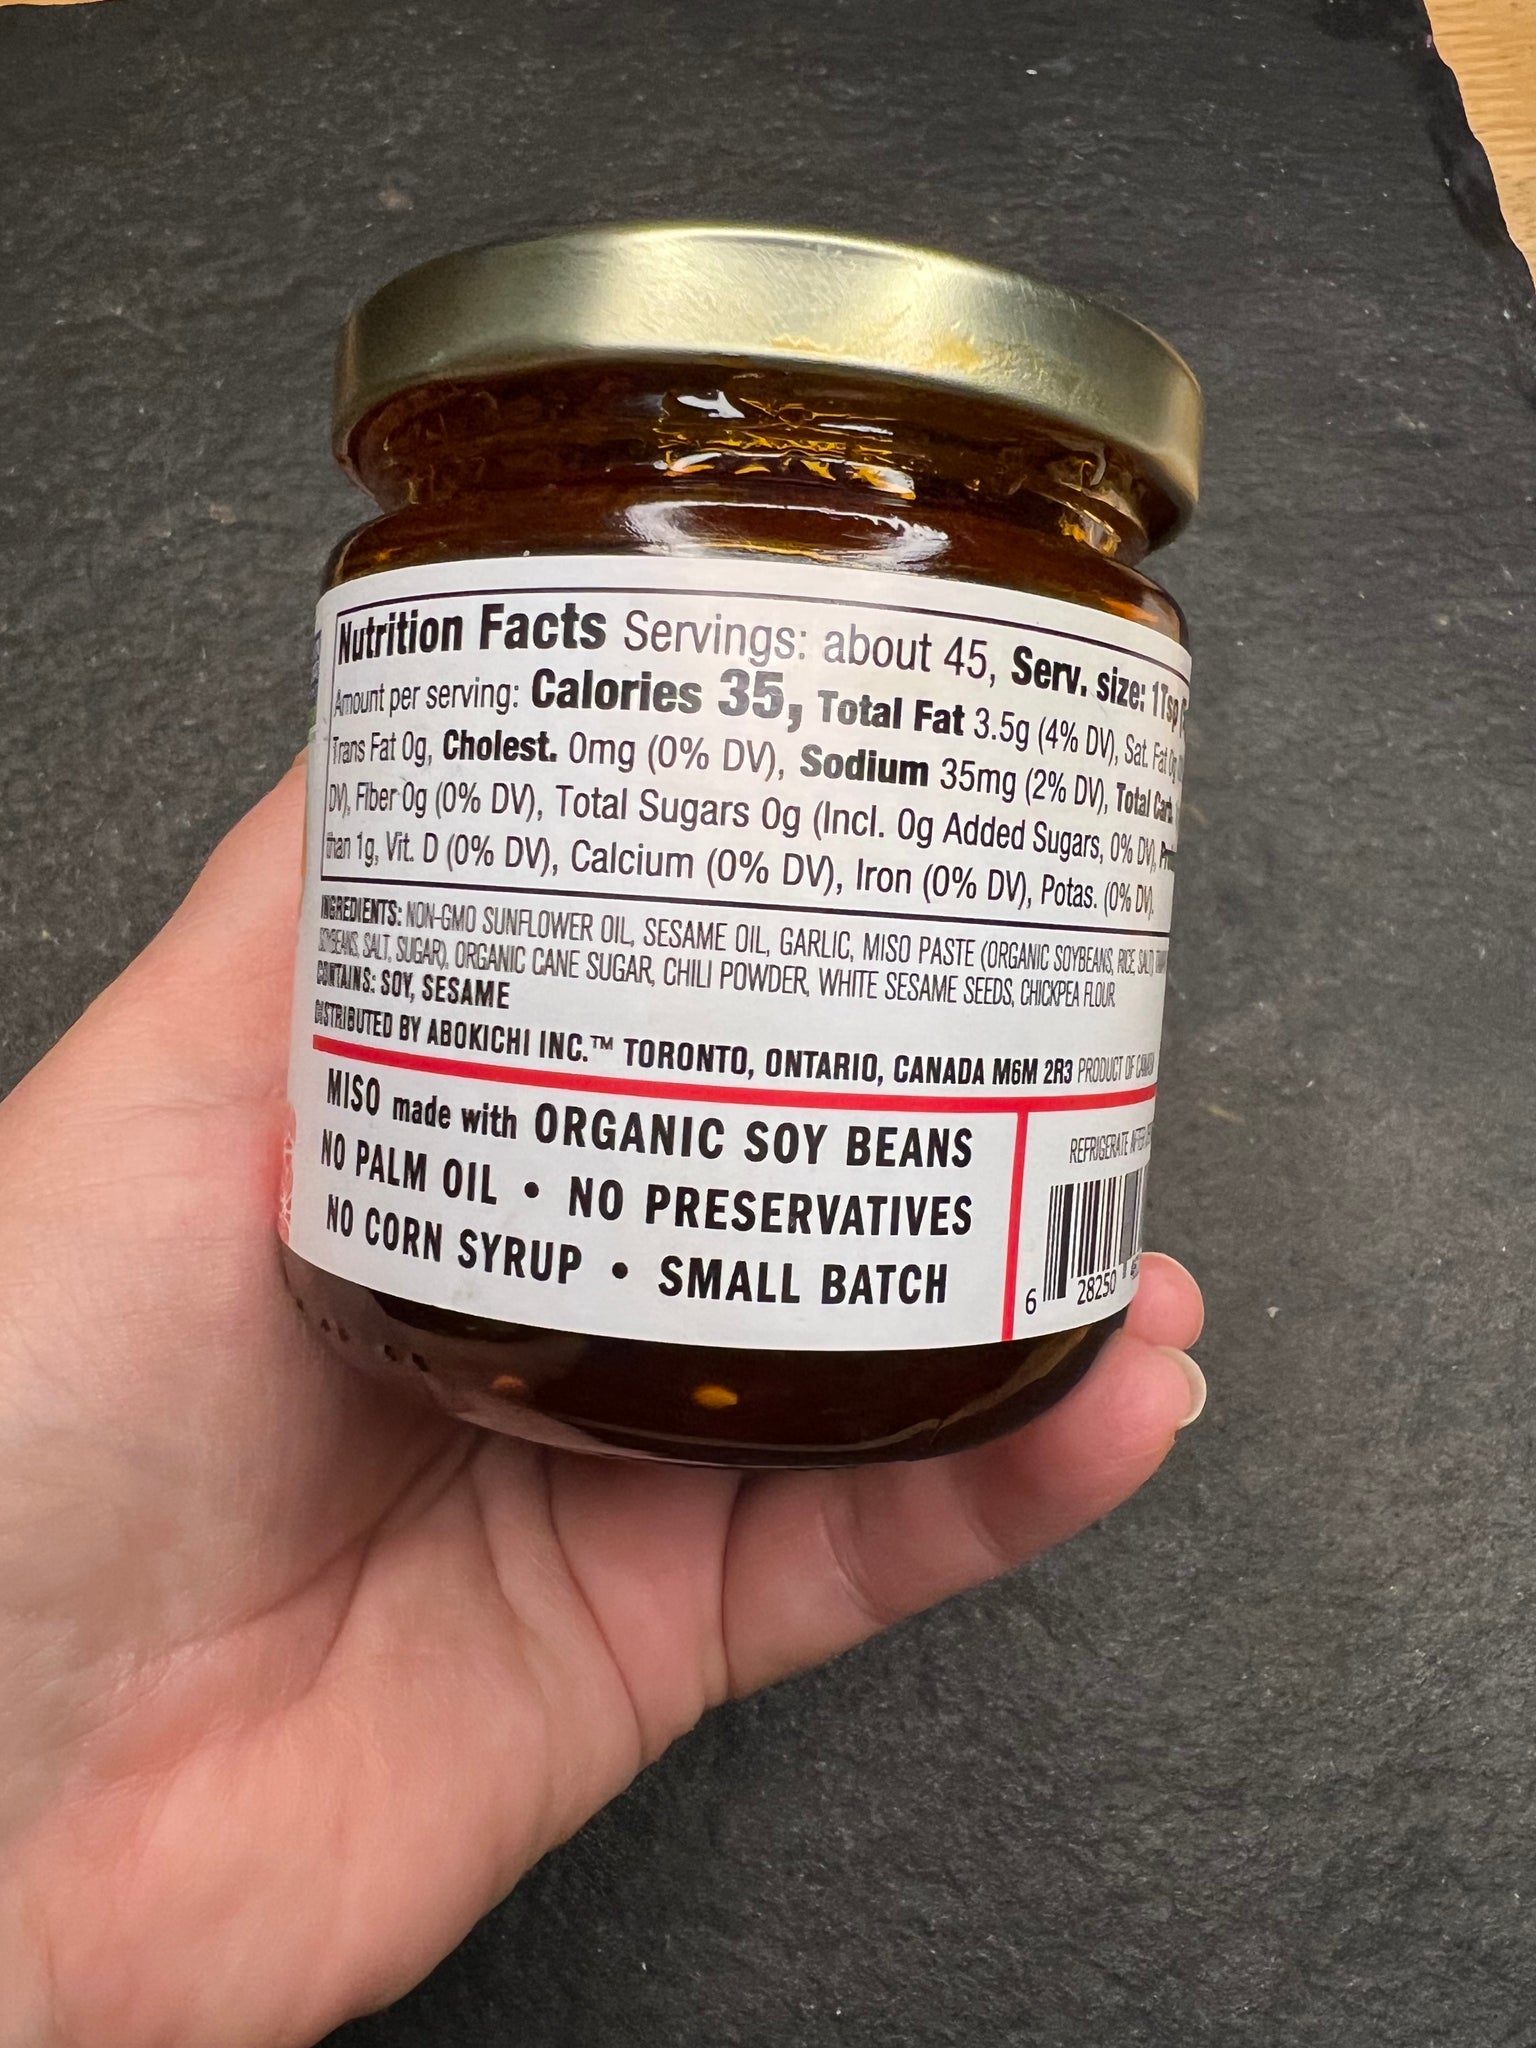 Nutrition Facts Servings: about 45, Serv. size: 1Tsp
Amount per serving: Calories 35, Total Fat 3.5g (4% DV), Sat. Fat 0g
Trans Fat 0g, Cholest. 0mg (0% DV), Sodium 35mg (2% DV), Total Carb.
DV), Fiber 0g (0% DV), Total Sugars 0g (Incl. 0g Added Sugars, 0% DV),
than 1g, Vit. D (0% DV), Calcium (0% DV), Iron (0% DV), Potas. (0% DV).
INGREDIENTS: NON-GMO SUNFLOWER OIL, SESAME OIL, GARLIC, MISO PASTE (ORGANIC SOYBEANS, RICE, SALT)
SOYBEANS, SALT, SUGAR), ORGANIC CANE SUGAR, CHILI POWDER, WHITE SESAME SEEDS, CHICKPEA FLOUR
CONTAINS: SOY, SESAME
DISTRIBUTED BY ABOKICHI INC.™ TORONTO, ONTARIO, CANADA M6M 2R3 PRODUCT OF CANADA
MISO made with ORGANIC SOY BEANS
NO PALM OIL • NO PRESERVATIVES
NO CORN SYRUP • SMALL BATCH
REFRIGERATE AFTER
6 28250